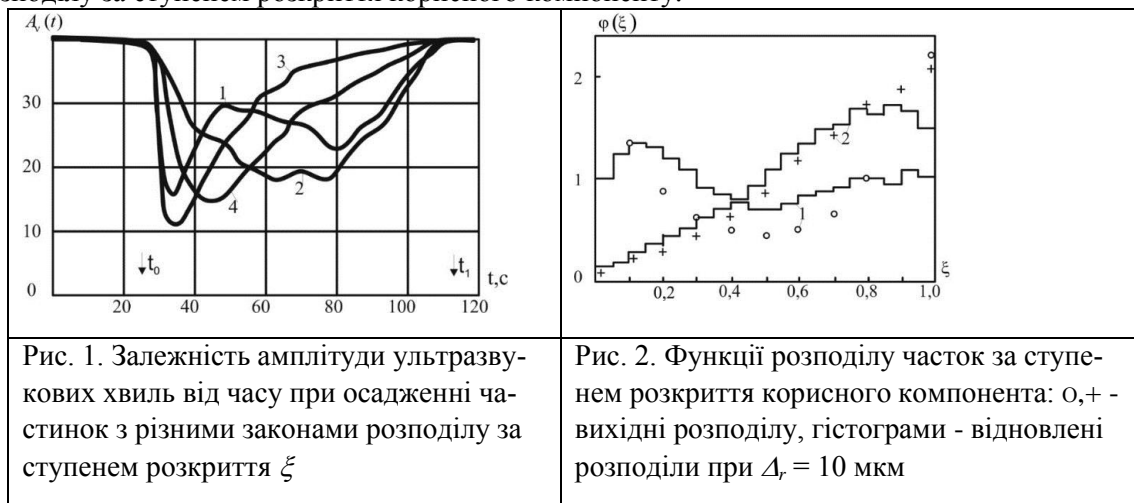 розподілу за ступенем розкриття корисного компоненту.
A_v(t)
30
20
10
0
1
2
3
4
t₀
t₁
t,c
20
40
60
80
100
120
φ(ξ)
2
1
0
2
1
ξ
0,2
0,4
0,6
0,8
1,0
Рис. 1. Залежність амплітуди ультразву-
кових хвиль від часу при осадженні ча-
стинок з різними законами розподілу за
ступенем розкриття ξ
Рис. 2. Функції розподілу часток за ступе-
нем розкриття корисного компонента: о,+ -
вихідні розподілу, гістограми - відновлені
розподіли при Δr = 10 мкм